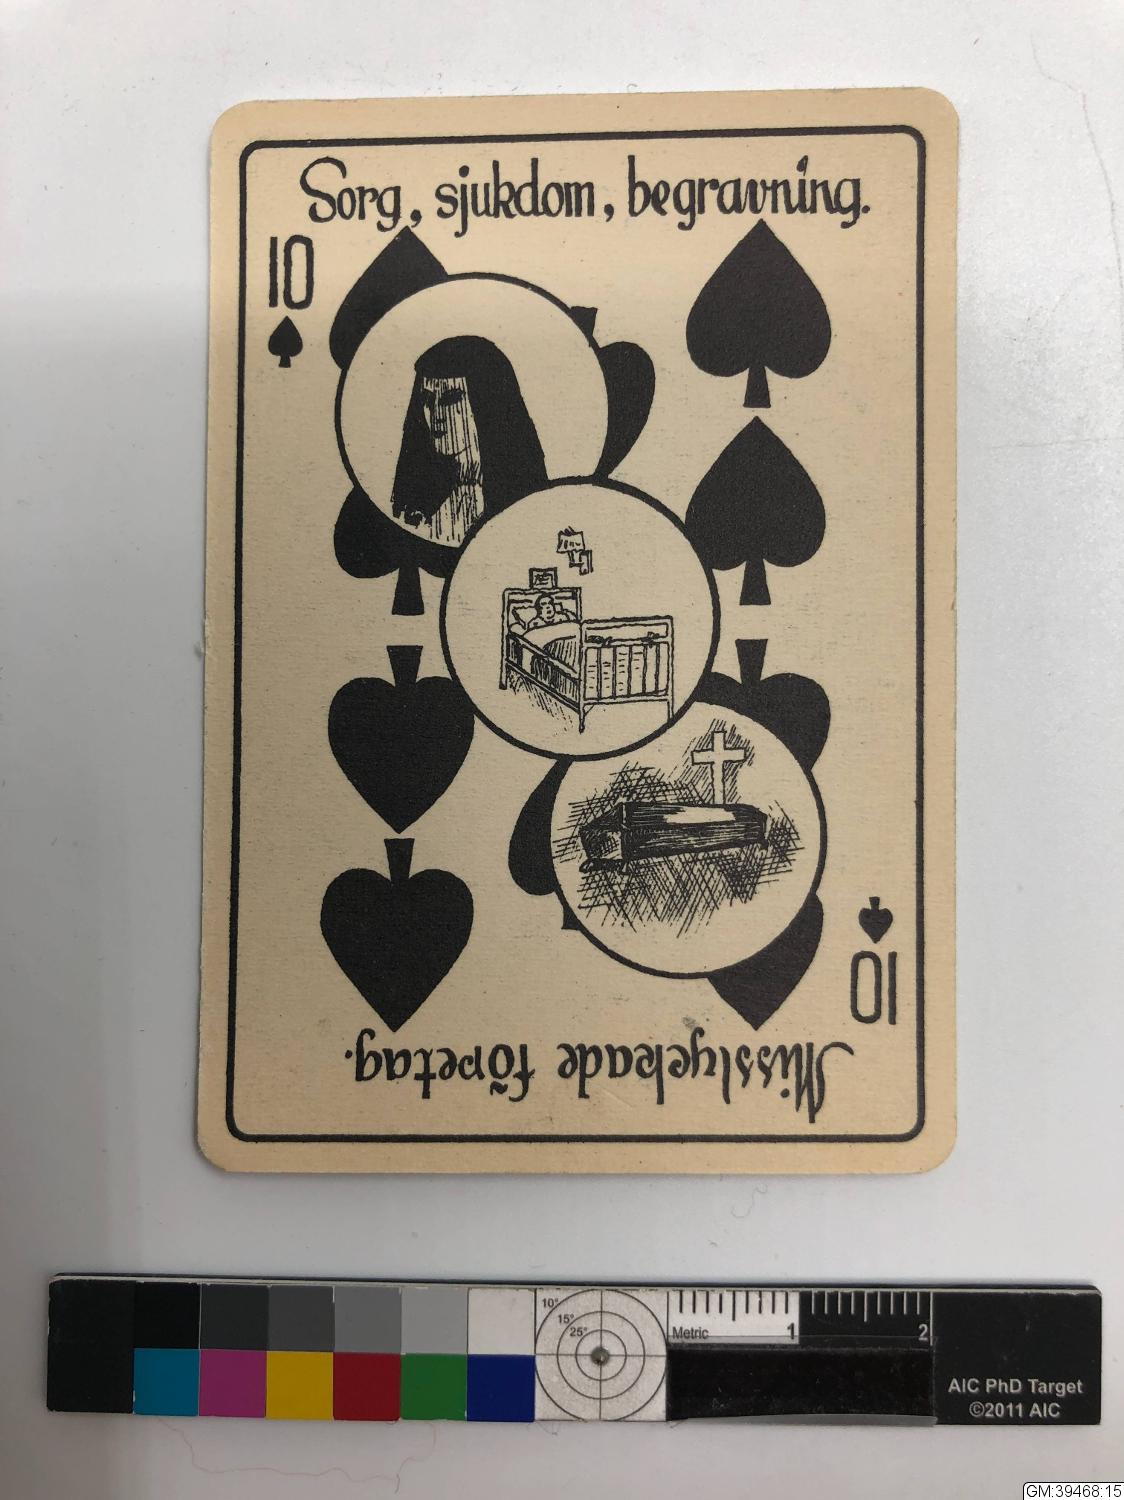 Sorg, sjukdom, begravning.
10
10
Misslyckade företag.
10°
15°
25°
Metric
1
2
AIC PhD Target
©2011 AIC
GM:39468:15